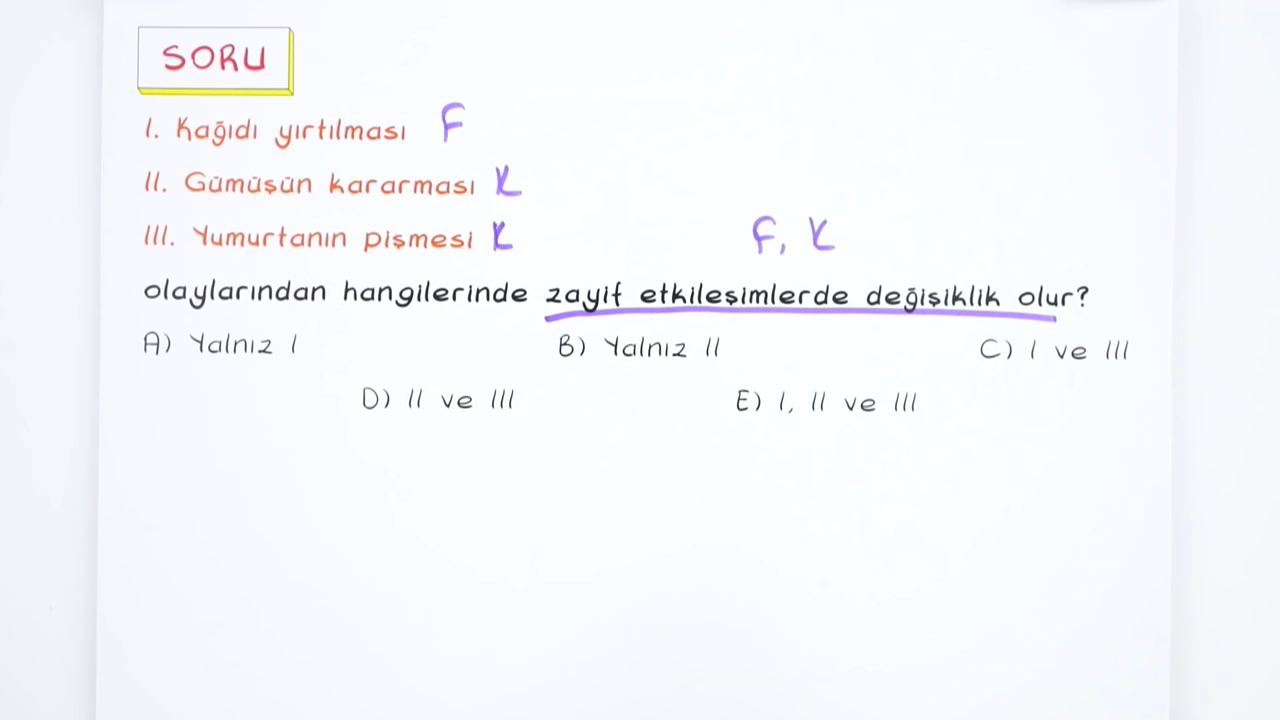 SORU
I. Kağıdı yırtılması F
II. Gümüşün kararması K
III. Yumurtanın pişmesi K F, K
olaylarından hangilerinde zayıf etkileşimlerde değişiklik olur?
A) Yalnız I B) Yalnız II C) I ve III
D) II ve III E) I, II ve III